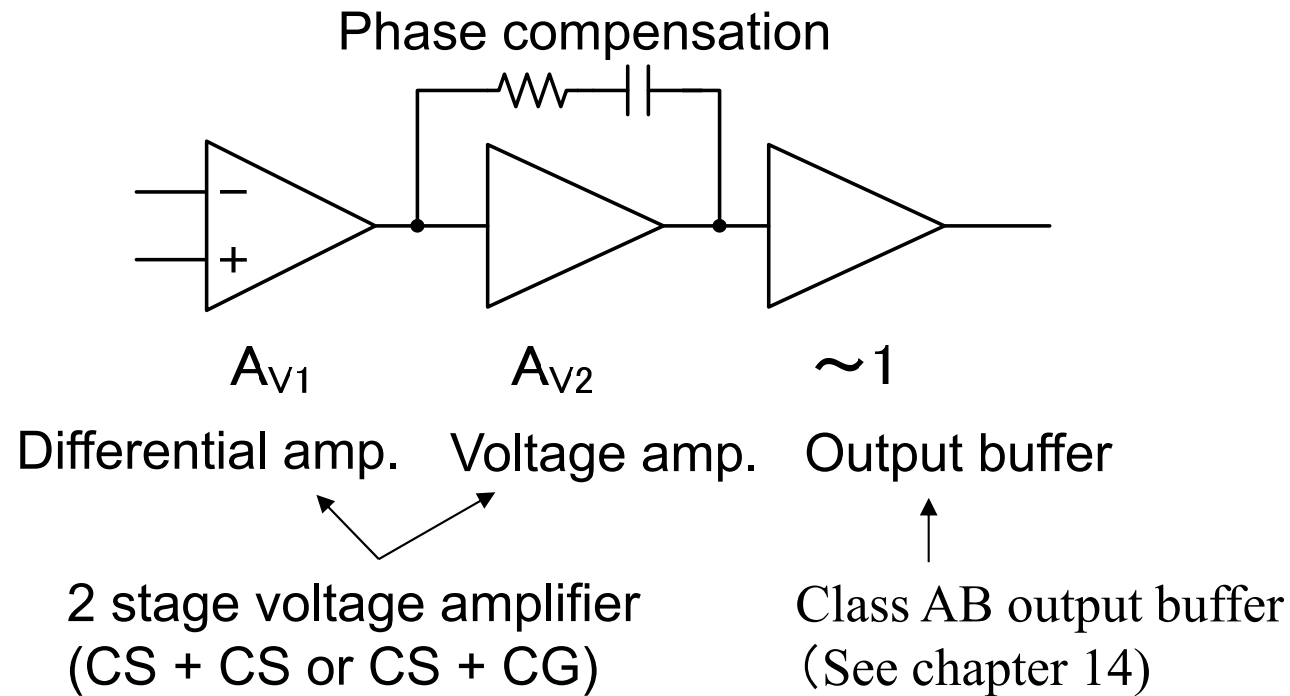 Phase compensation
−
+
AV1
AV2
～1
Differential amp.
Voltage amp.
Output buffer
2 stage voltage amplifier
(CS + CS or CS + CG)
Class AB output buffer
（See chapter 14)